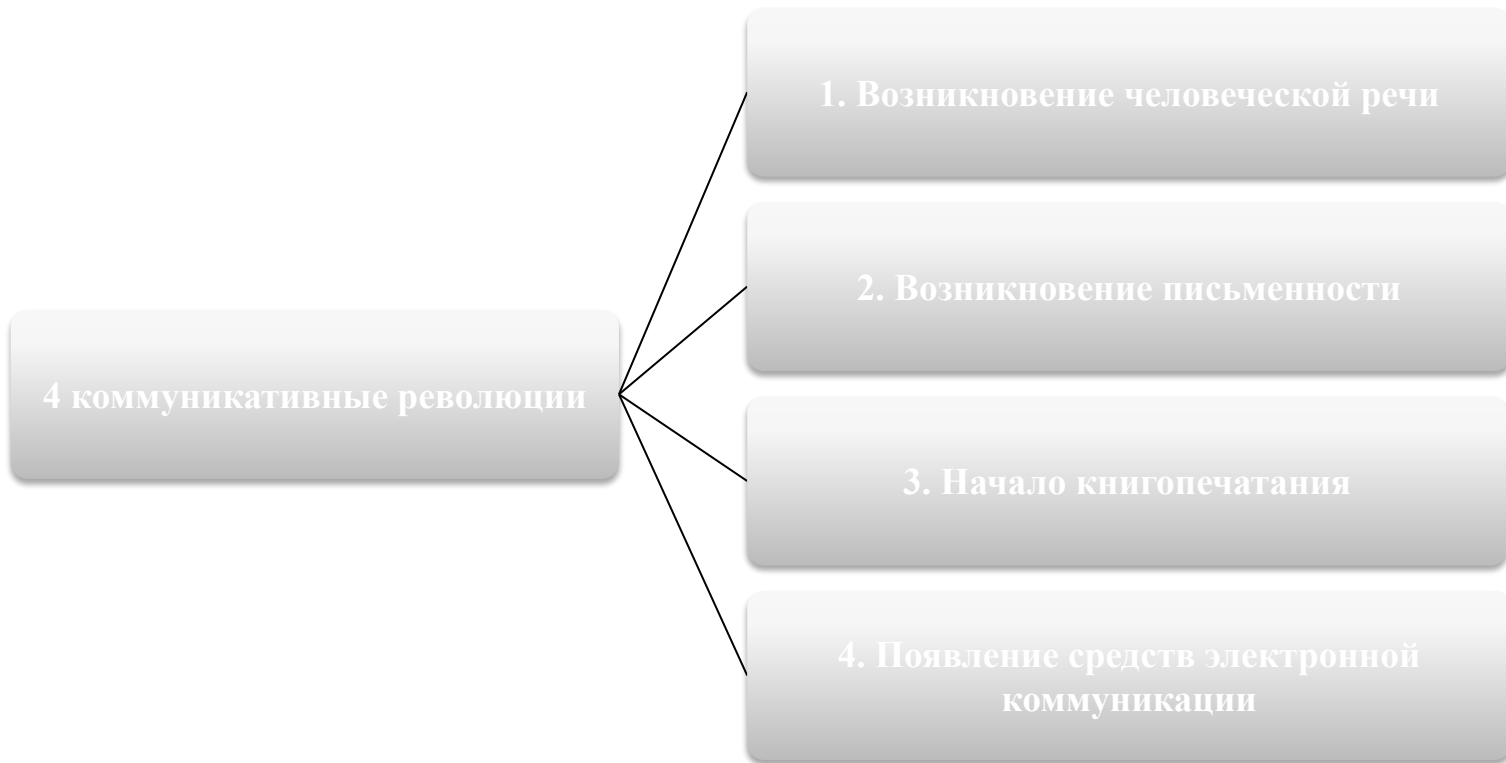 4 коммуникативные революции
1. Возникновение человеческой речи
2. Возникновение письменности
3. Начало книгопечатания
4. Появление средств электронной
коммуникации